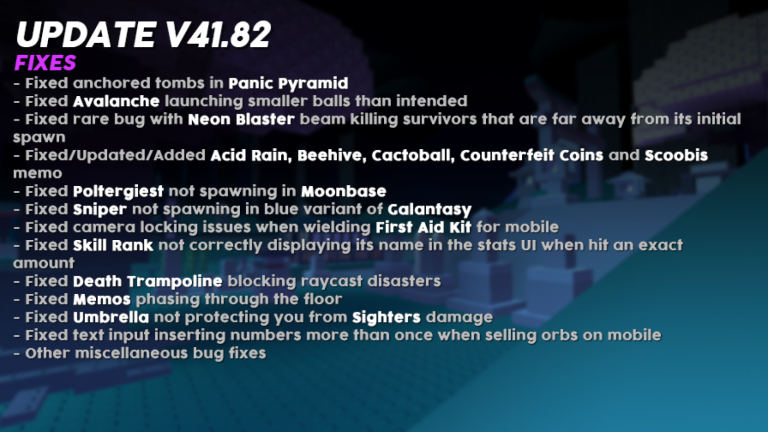 UPDATE V41.82
FIXES
- Fixed anchored tombs in Panic Pyramid
- Fixed Avalanche launching smaller balls than intended
- Fixed rare bug with Neon Blaster beam killing survivors that are far away from its initial
spawn
- Fixed/Updated/Added Acid Rain, Beehive, Cactoball, Counterfeit Coins and Scoobis
memo
- Fixed Poltergiest not spawning in Moonbase
- Fixed Sniper not spawning in blue variant of Galantasy
- Fixed camera locking issues when wielding First Aid Kit for mobile
- Fixed Skill Rank not correctly displaying its name in the stats UI when hit an exact
amount
- Fixed Death Trampoline blocking raycast disasters
- Fixed Memos phasing through the floor
- Fixed Umbrella not protecting you from Sighters damage
- Fixed text input inserting numbers more than once when selling orbs on mobile
- Other miscellaneous bug fixes